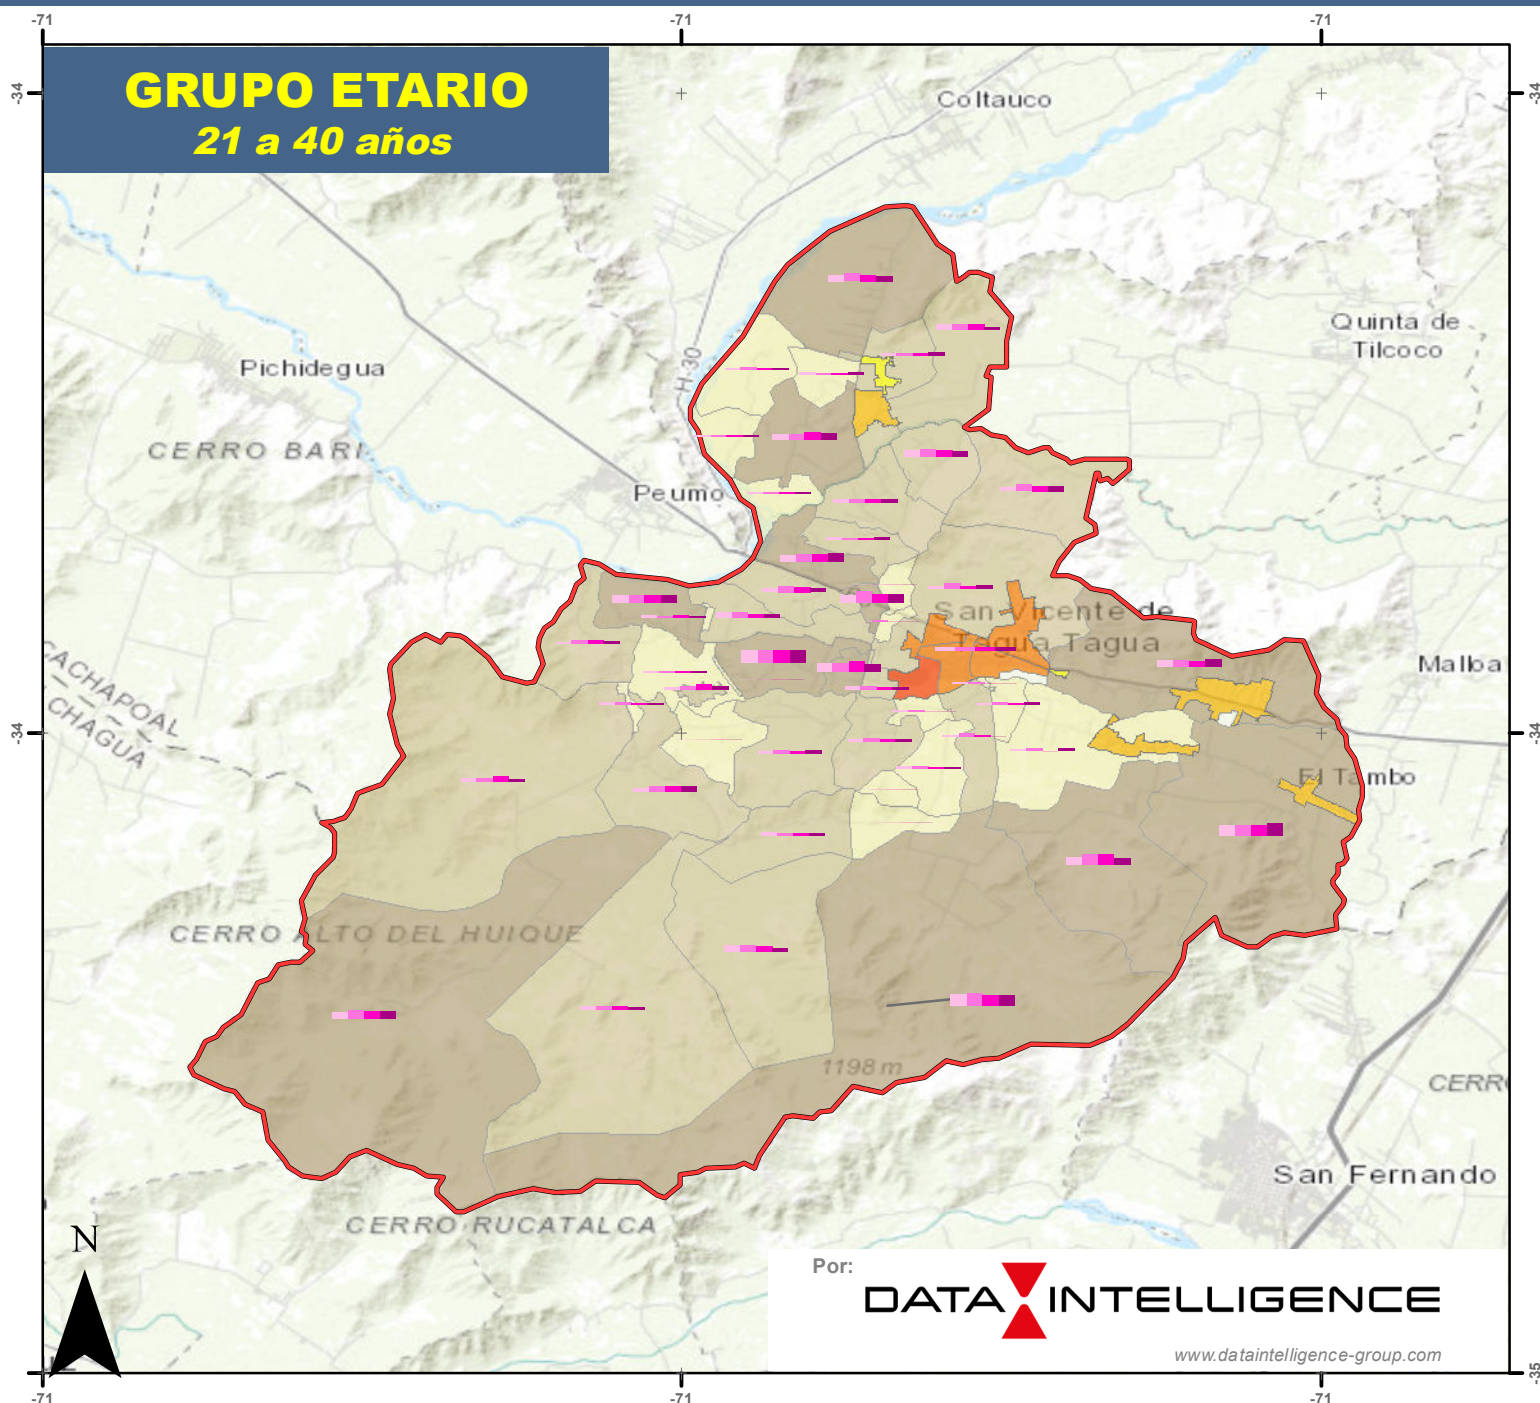 -71
-71
-71
GRUPO ETARIO
21 a 40 años
-34
-34
Coltauco
Quinta de
Tilcoco
H-30
Pichidegua
CERRO BARI
Peumo
San Vicente de
Tagua Tagua
Malloa
CACHAPOAL
CHAGUA
-34
-34
El Tambo
CERRO ALTO DEL HUIQUE
1198 m
CERRO
San Fernando
CERRO RUCATALCA
N
Por:
DATA INTELLIGENCE
www.dataintelligence-group.com
-35
-71
-71
-71